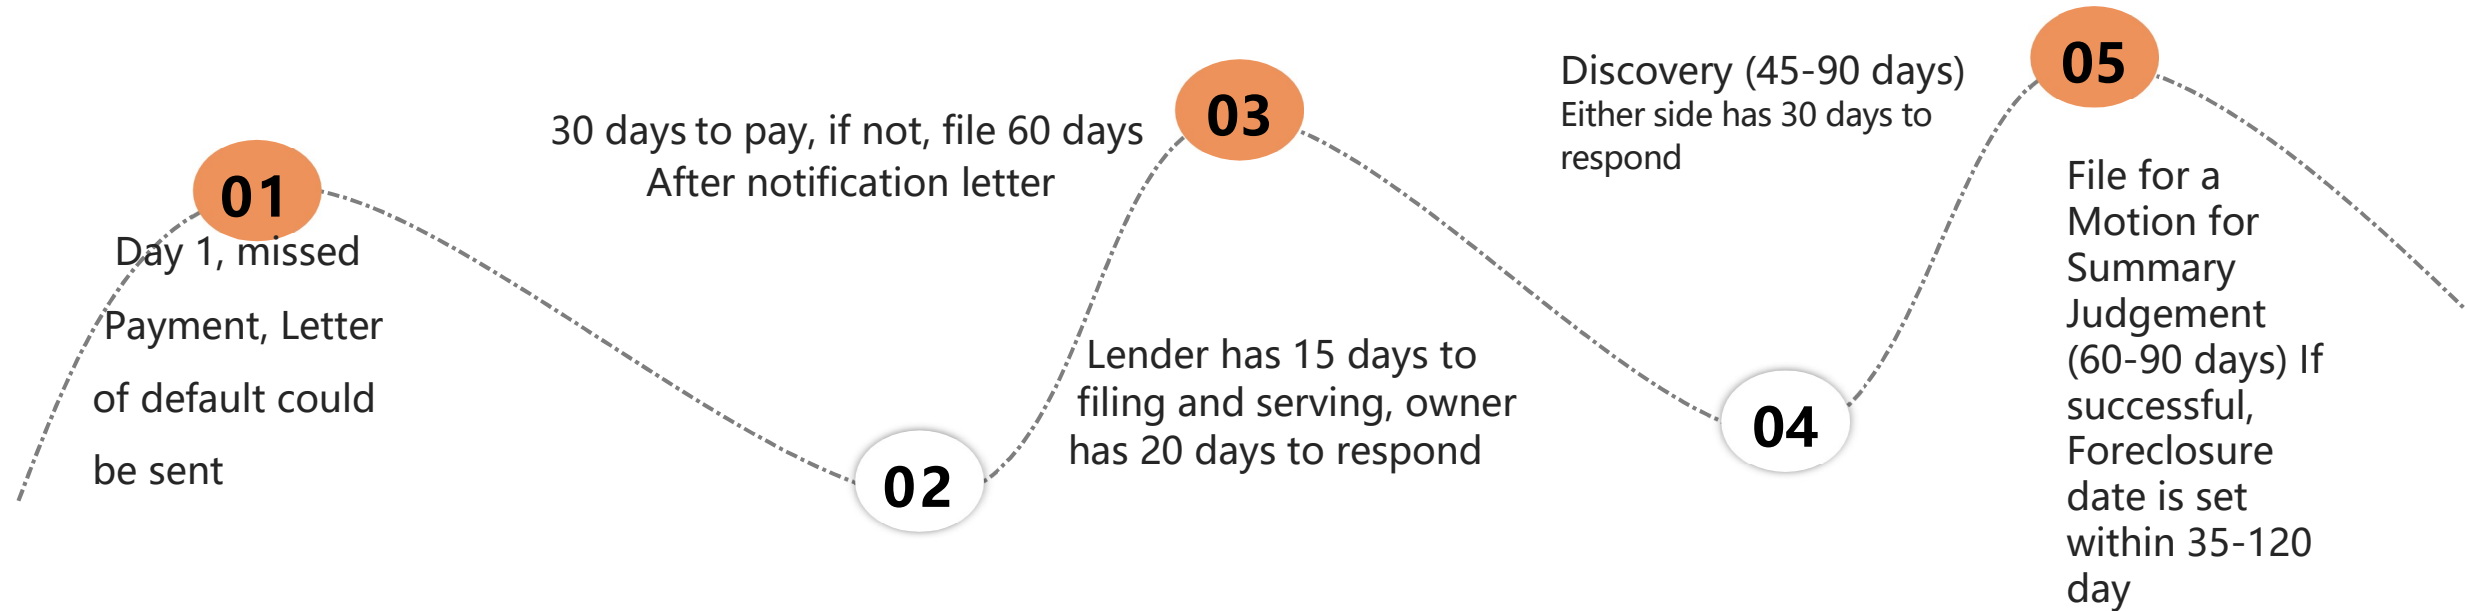 01
Day 1, missed
Payment, Letter
of default could
be sent
02
30 days to pay, if not, file 60 days
After notification letter
03
Lender has 15 days to
filing and serving, owner
has 20 days to respond
04
Discovery (45-90 days)
Either side has 30 days to
respond
05
File for a
Motion for
Summary
Judgement
(60-90 days) If
successful,
Foreclosure
date is set
within 35-120
day